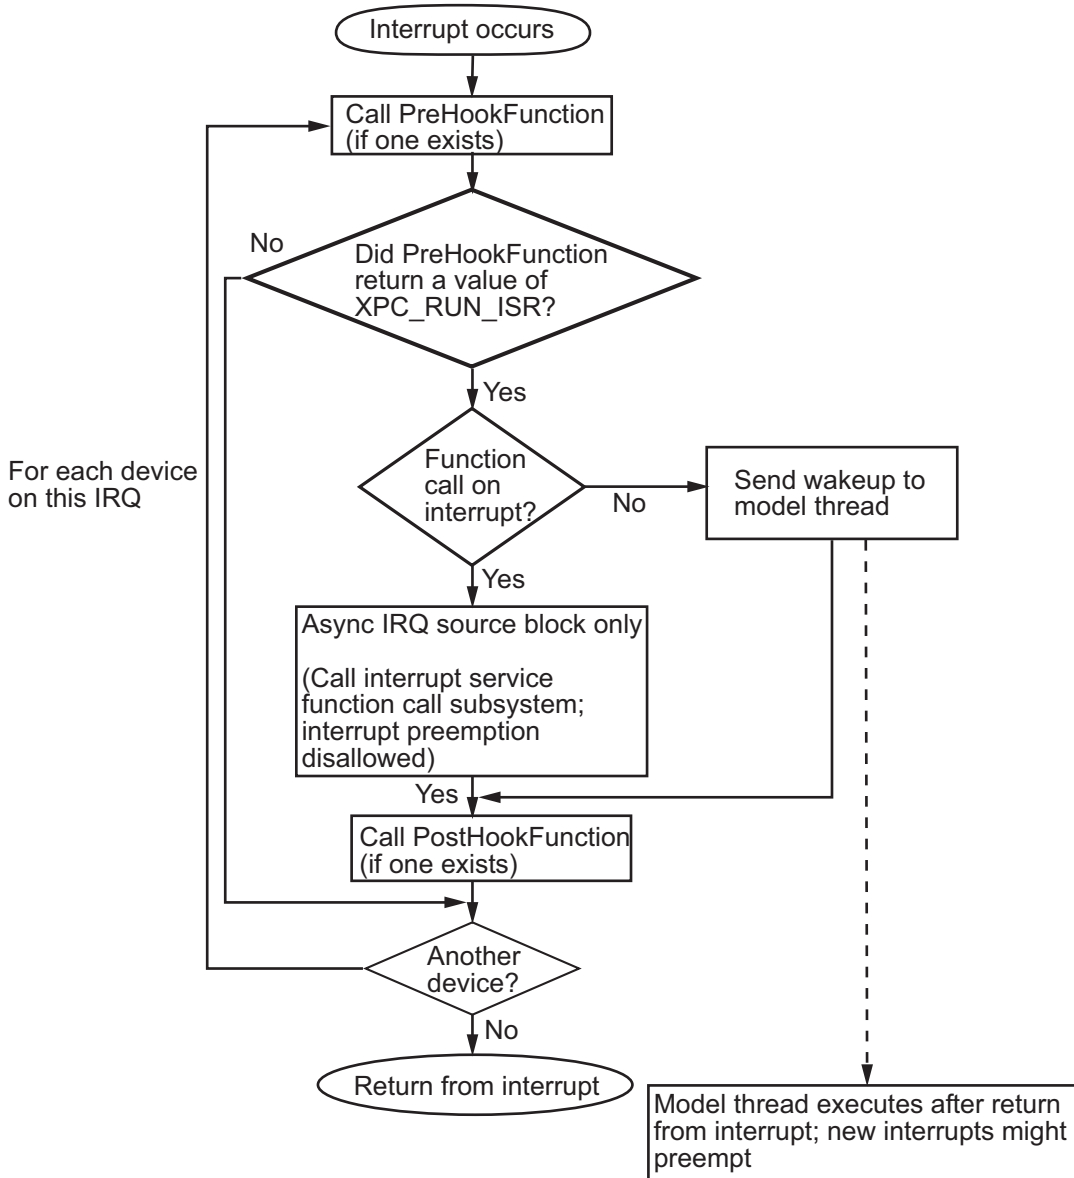 Interrupt occurs
Call PreHookFunction
(if one exists)
No
Did PreHookFunction
return a value of
XPC_RUN_ISR?
Yes
For each device
on this IRQ
Function
call on
interrupt?
No
Send wakeup to
model thread
Yes
Async IRQ source block only
(Call interrupt service
function call subsystem;
interrupt preemption
disallowed)
Yes
Call PostHookFunction
(if one exists)
Another
device?
No
Return from interrupt
Model thread executes after return
from interrupt; new interrupts might
preempt